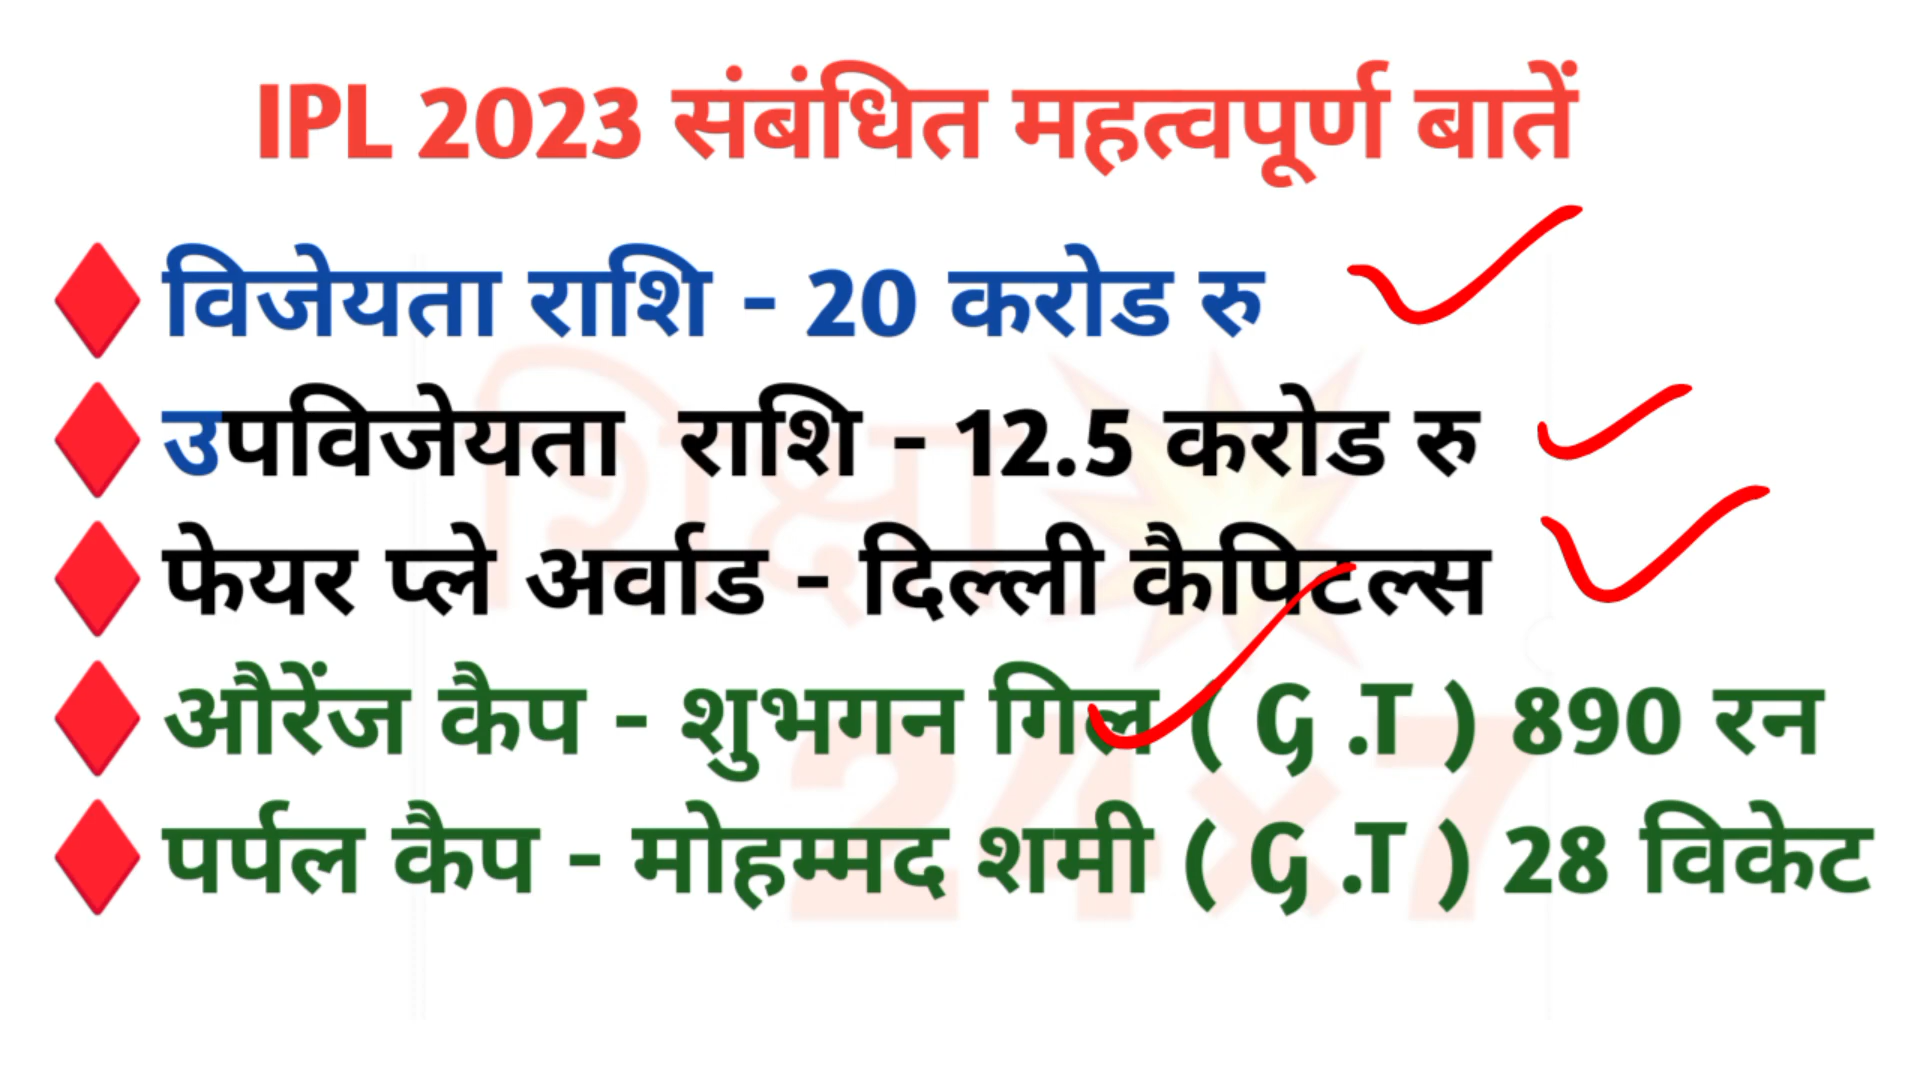 IPL 2023 संबंधित महत्वपूर्ण बातें
विजेयता राशि - 20 करोड रु
उपविजेयता राशि - 12.5 करोड रु
फेयर प्ले अर्वाड - दिल्ली कैपिटल्स
औरेंज कैप - शुभगन गिल ( G .T ) 890 रन
पर्पल कैप - मोहम्मद शमी ( G .T ) 28 विकेट
शिक्षा
24x7